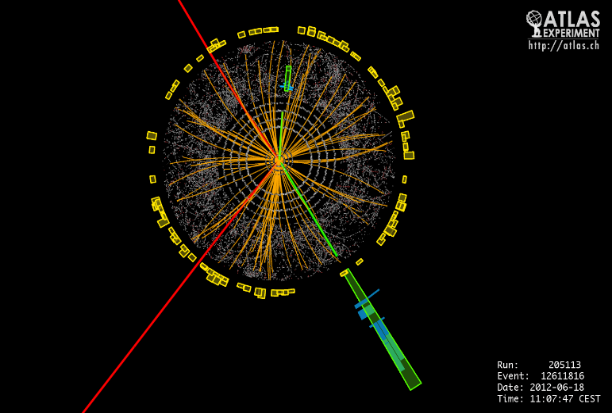 ATLAS
EXPERIMENT
http://atlas.ch
Run: 205113
Event: 12611816
Date: 2012-06-18
Time: 11:07:47 CEST